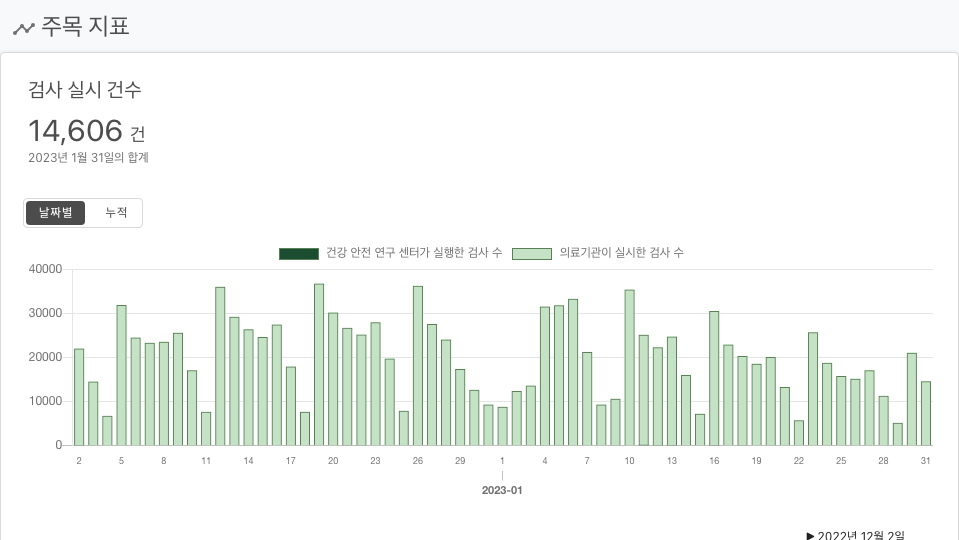 주목 지표
검사 실시 건수
14,606 건
2023년 1월 31일의 합계
날짜별 누적
건강 안전 연구 센터가 실행한 검사 수 의료기관이 실시한 검사 수
40000
30000
20000
10000
0
2 5 8 11 14 17 20 23 26 29 1 4 7 10 13 16 19 22 25 28 31
2023-01
▶ 2022년 12월 2일